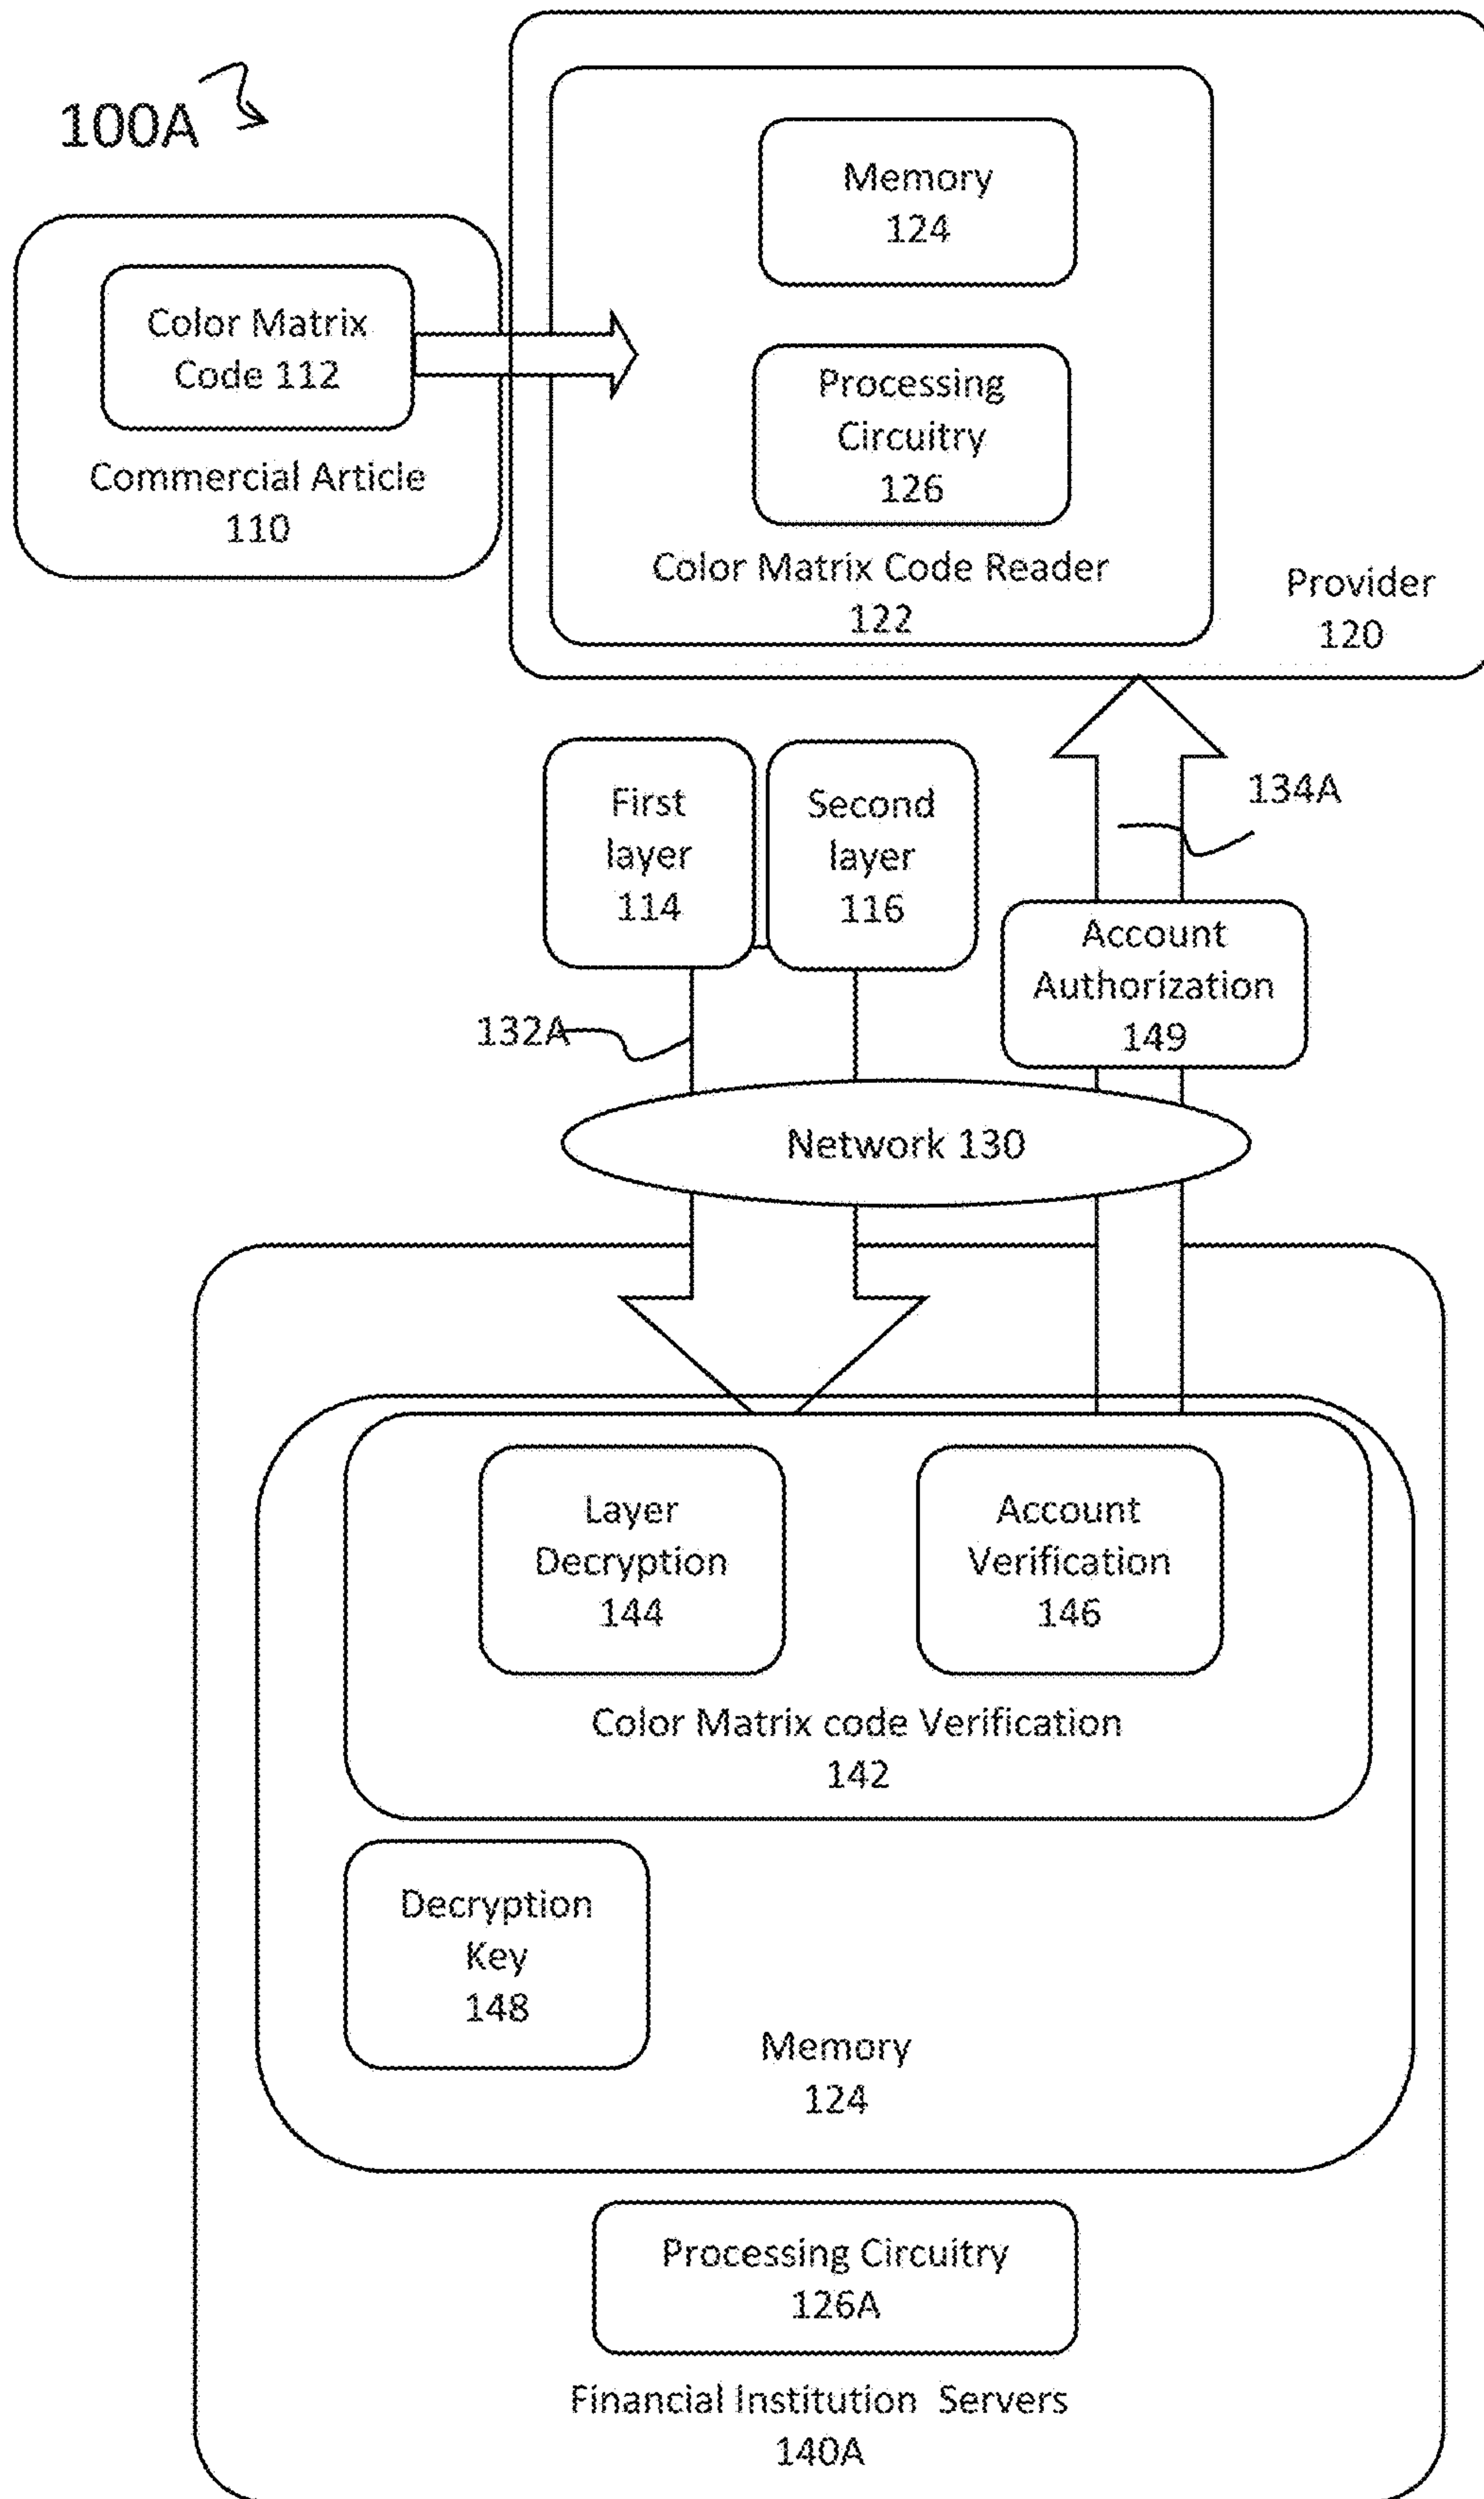 100A
Memory
124
Color Matrix
Code 112
Commercial Article
110
Processing
Circuitry
126
Color Matrix Code Reader
122
Provider
120
First
layer
114
Second
layer
116
134A
Account
Authorization
149
132A
Network 130
Layer
Decryption
144
Account
Verification
146
Color Matrix code Verification
142
Decryption
Key
148
Memory
124
Processing Circuitry
126A
Financial Institution Servers
140A